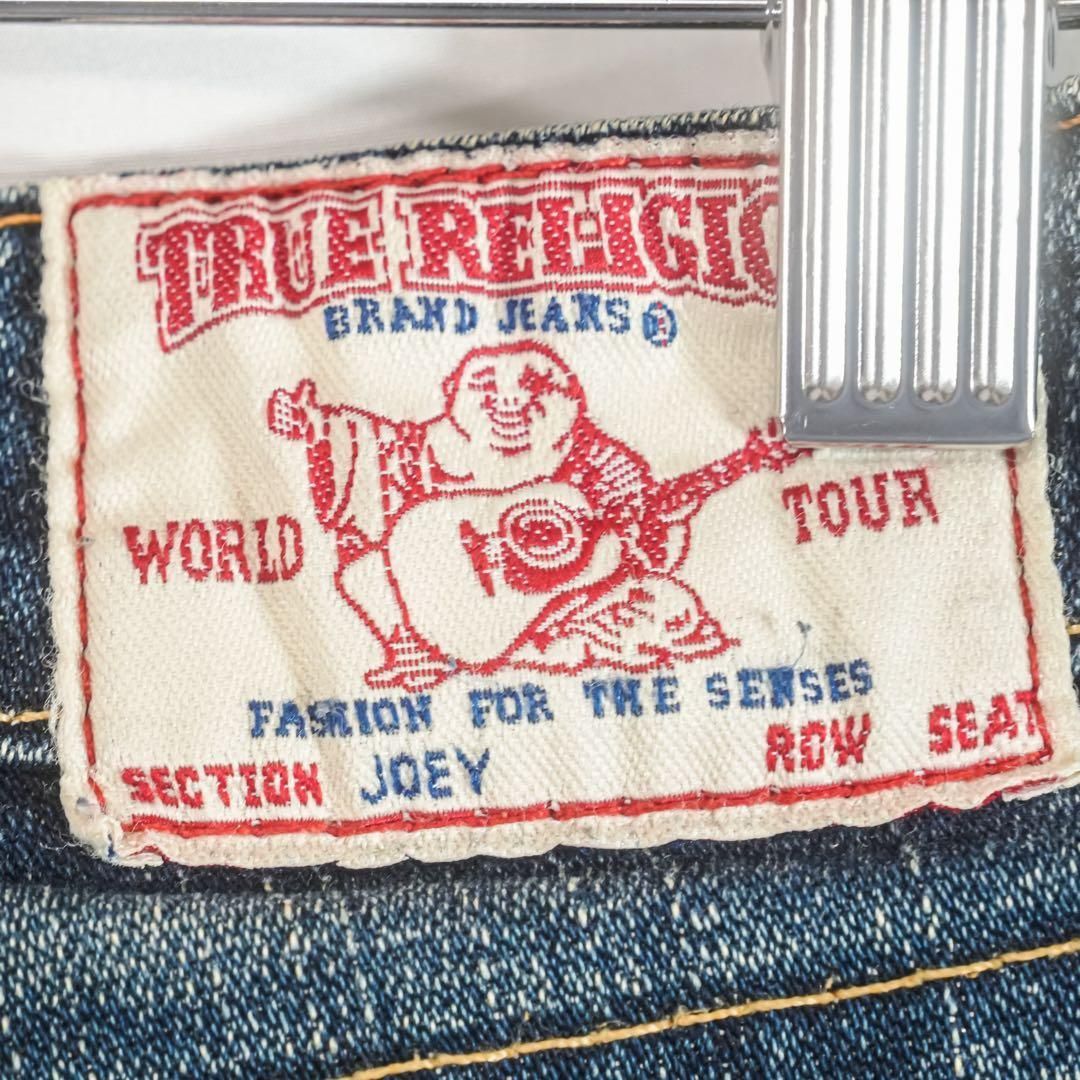 TRUE RELIGIO
BRAND JEANS®
WORLD TOUR
FASHION FOR THE SENSES
SECTION JOEY ROW SEAT